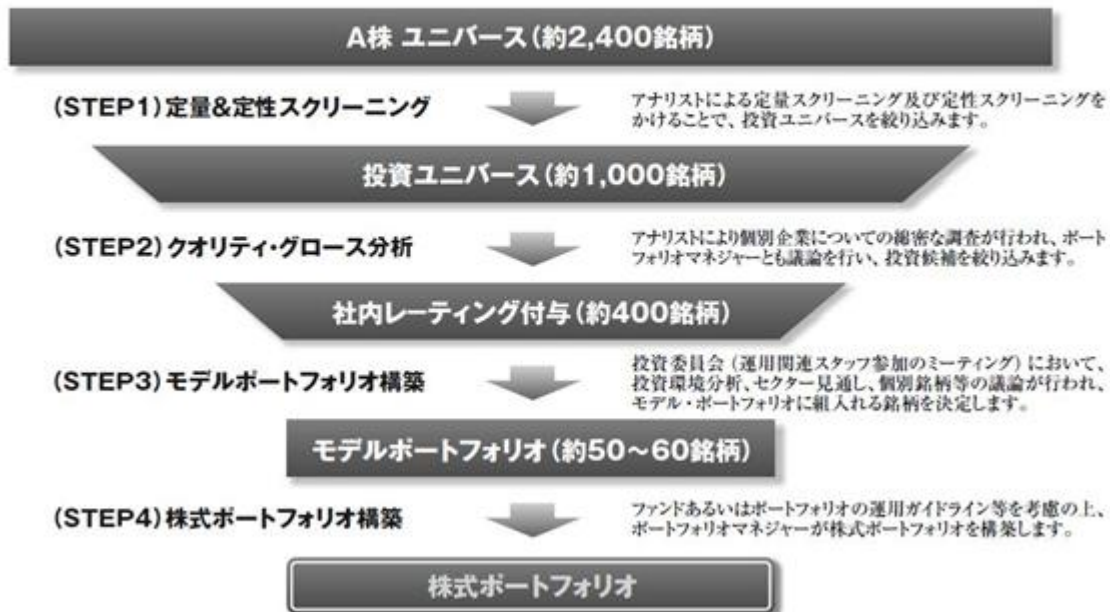 A株 ユニバース（約2,400銘柄）
（STEP1）定量&定性スクリーニング
アナリストによる定量スクリーニング及び定性スクリーニングを
かけることで、投資ユニバースを絞り込みます。
投資ユニバース（約1,000銘柄）
（STEP2）クオリティ・グロース分析
アナリストにより個別企業についての綿密な調査が行われ、ポート
フォリオマネジャーとも議論を行い、投資候補を絞り込みます。
社内レーティング付与（約400銘柄）
（STEP3）モデルポートフォリオ構築
投資委員会（運用関連スタッフ参加のミーティング）において、
投資環境分析、セクター見通し、個別銘柄等の議論が行われ、
モデル・ポートフォリオに組入れる銘柄を決定します。
モデルポートフォリオ（約50～60銘柄）
（STEP4）株式ポートフォリオ構築
ファンドあるいはポートフォリオの運用ガイドライン等を考慮の上、
ポートフォリオマネジャーが株式ポートフォリオを構築します。
株式ポートフォリオ